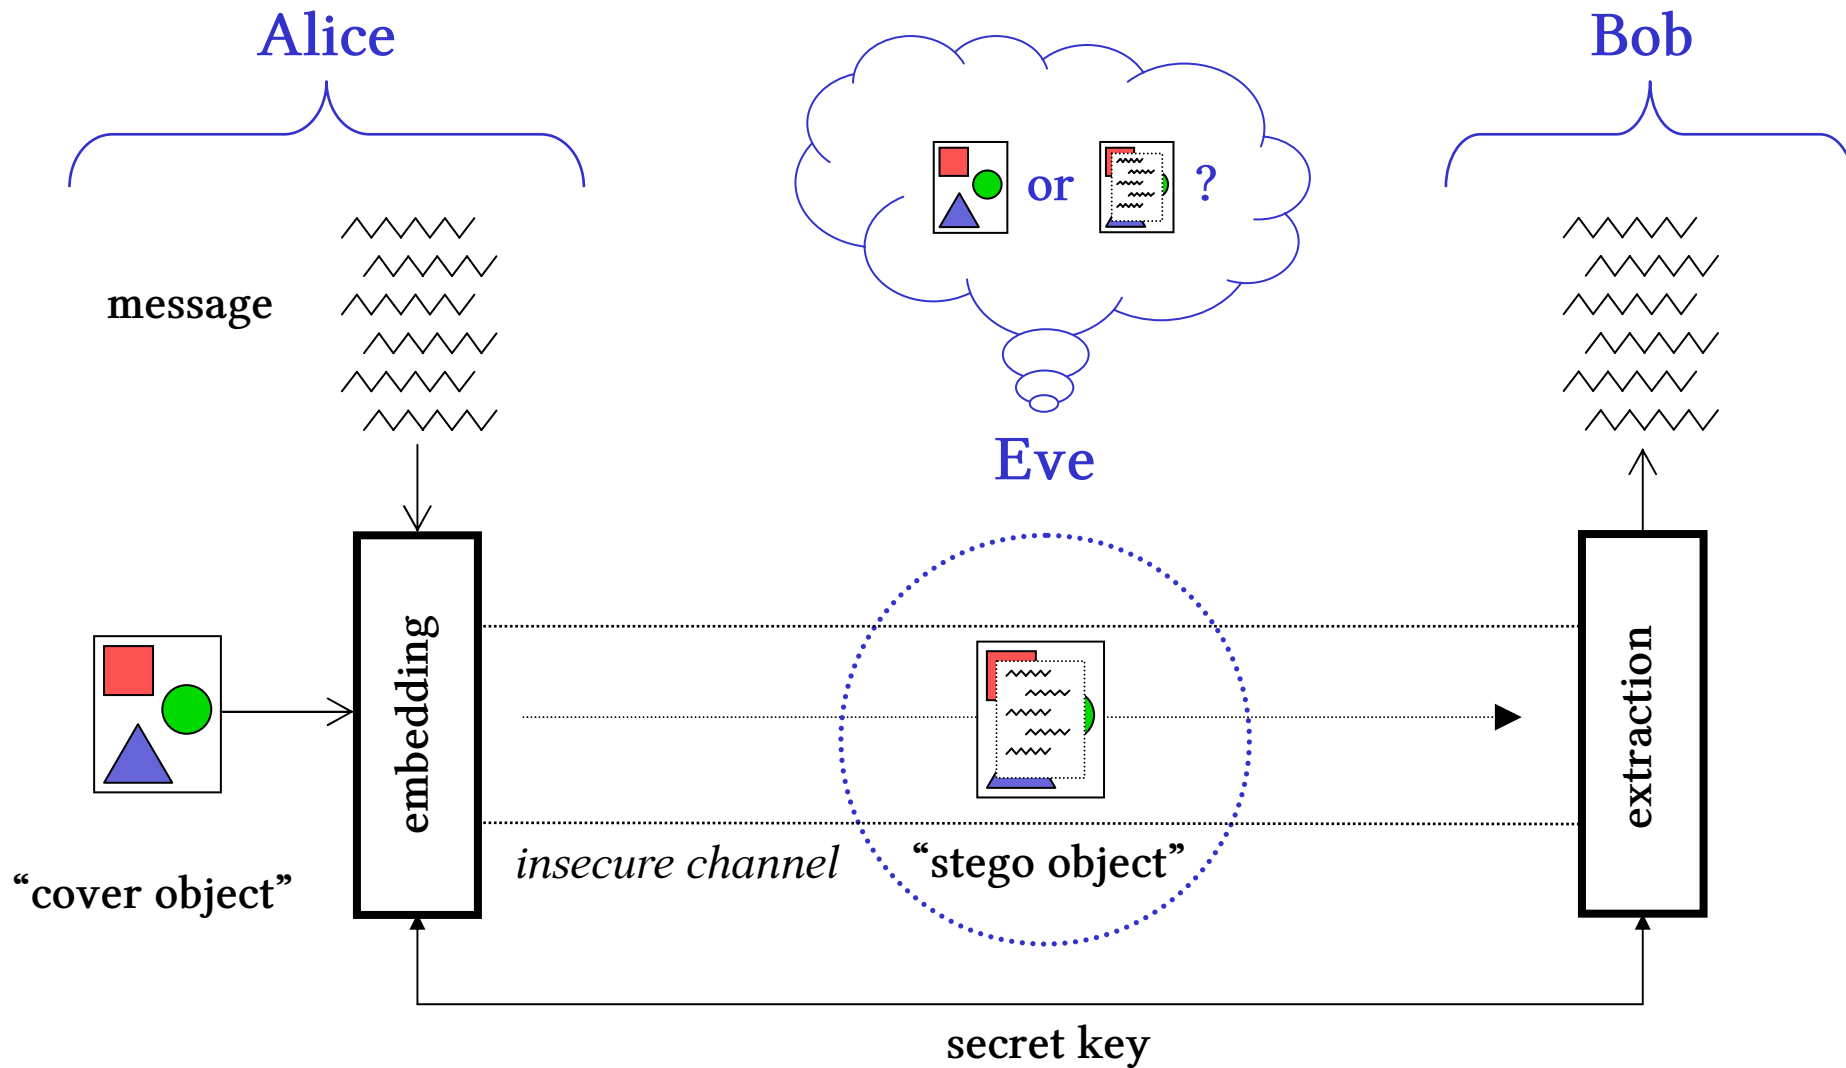 Alice
Bob
or ?
message
Eve
embedding
extraction
insecure channel
“stego object”
“cover object”
secret key